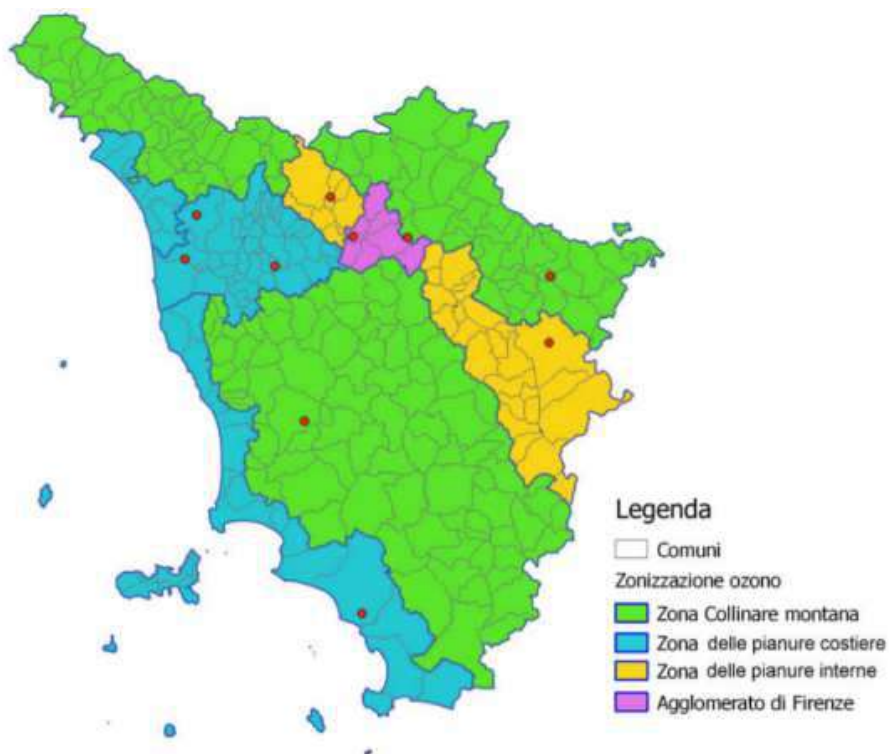 Legenda
Comuni
Zonizzazione ozono
Zona Collinare montana
Zona delle pianure costiere
Zona delle pianure interne
Agglomerato di Firenze